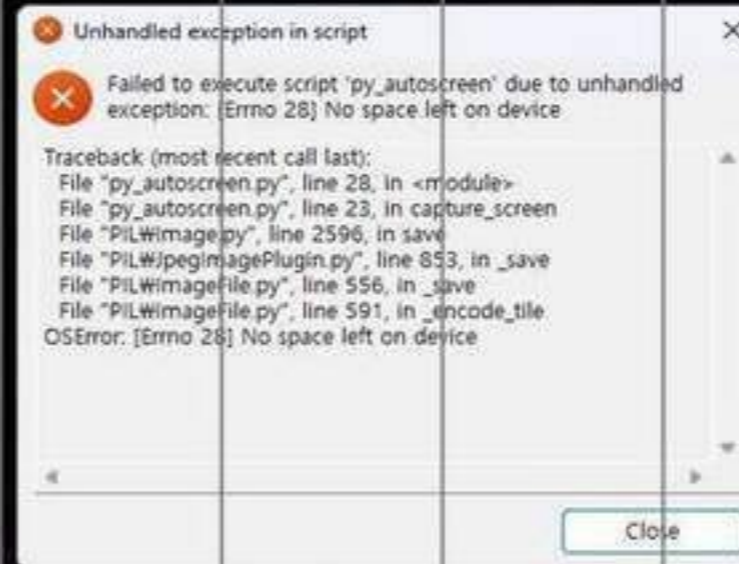 Unhandled exception in script
Failed to execute script 'py_autoscreen' due to unhandled
exception: [Errno 28] No space left on device
Traceback (most recent call last):
File "py_autoscreen.py", line 28, in <module>
File "py_autoscreen.py", line 23, in capture_screen
File "PIL₩Image.py", line 2596, in save
File "PIL₩JpegImagePlugin.py", line 853, in _save
File "PIL₩ImageFile.py", line 556, in _save
File "PIL₩ImageFile.py", line 591, in _encode_tile
OSError: [Errno 28] No space left on device
Close